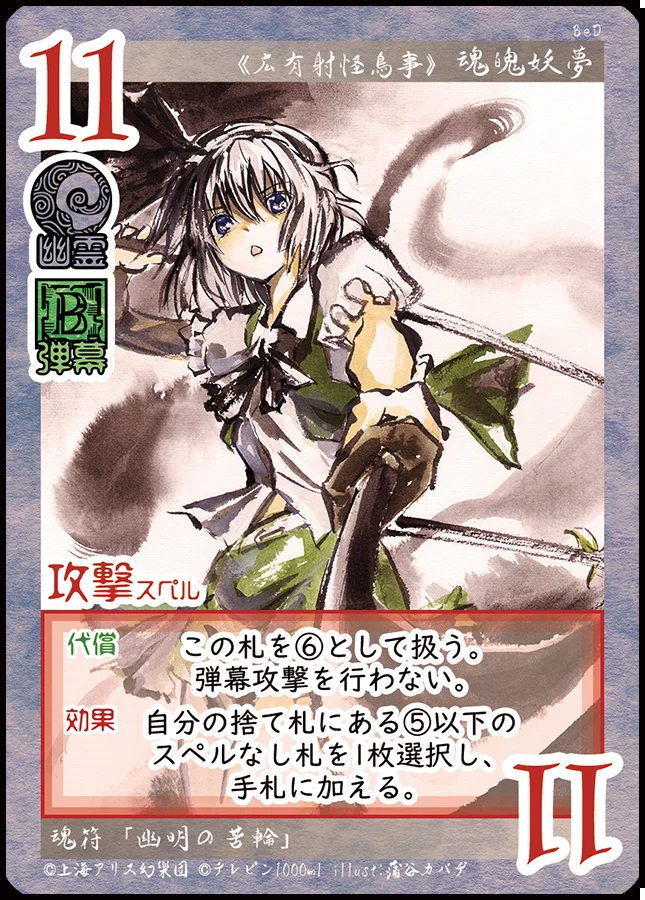 8eD
《広有射怪鳥事》 魂魄妖夢
11
幽霊
B
弾幕
攻撃スペル
代償 この札を⑥として扱う。
弾幕攻撃を行わない。
効果 自分の捨て札にある⑤以下の
スペルなし札を1枚選択し、
手札に加える。
11
魂符 「幽明の苦輪」
©上海アリス幻樂団 ©テレピン1000ml illust:蒲谷カバヂ